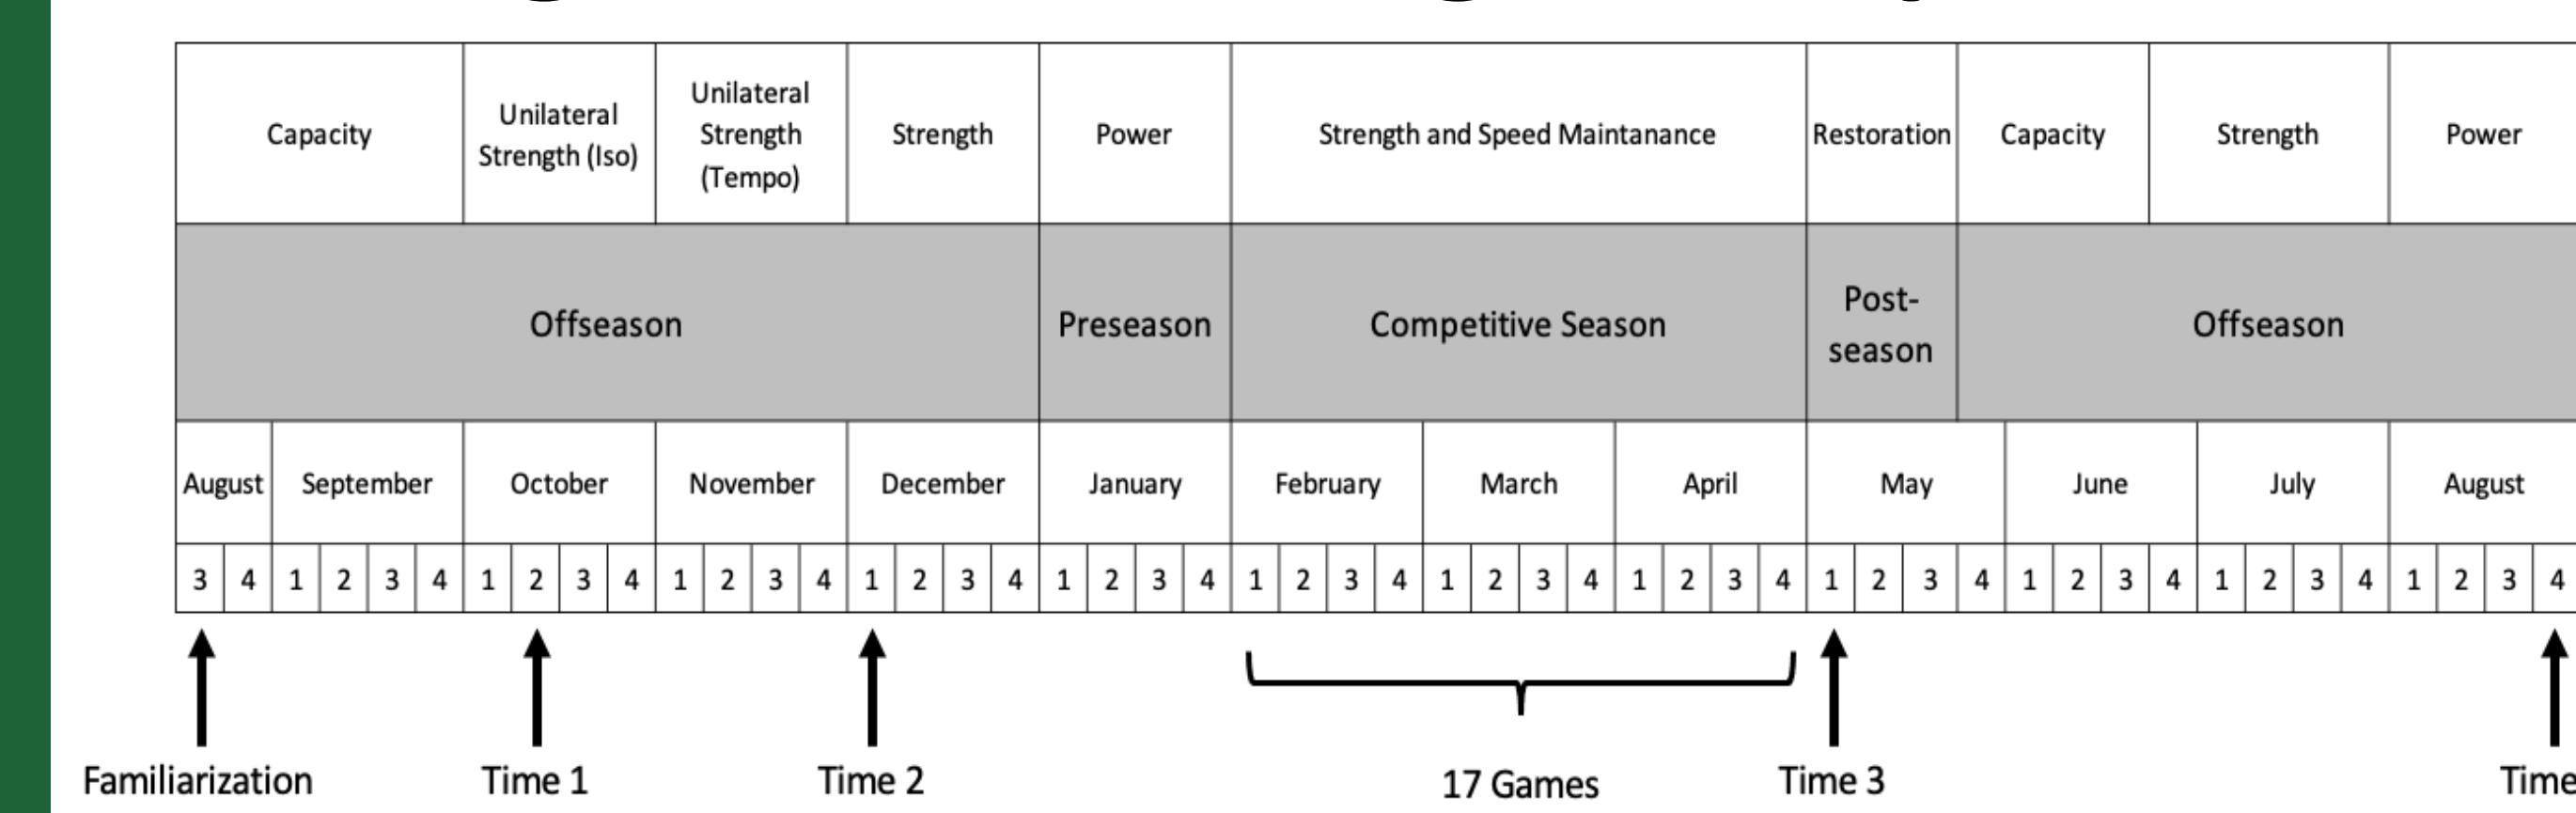 Capacity
Unilateral
Strength (Iso)
Unilateral
Strength
(Tempo)
Strength
Power
Strength and Speed Maintanance
Restoration
Capacity
Strength
Power
Offseason
Preseason
Competitive Season
Post-
season
Offseason
August September October November December January February March April May June July August
3 4 1 2 3 4 1 2 3 4 1 2 3 4 1 2 3 4 1 2 3 4 1 2 3 4 1 2 3 4 1 2 3 4 1 2 3 4 1 2 3 4 1 2 3 4 1 2 3 4
Familiarization
Time 1
Time 2
17 Games
Time 3
Time